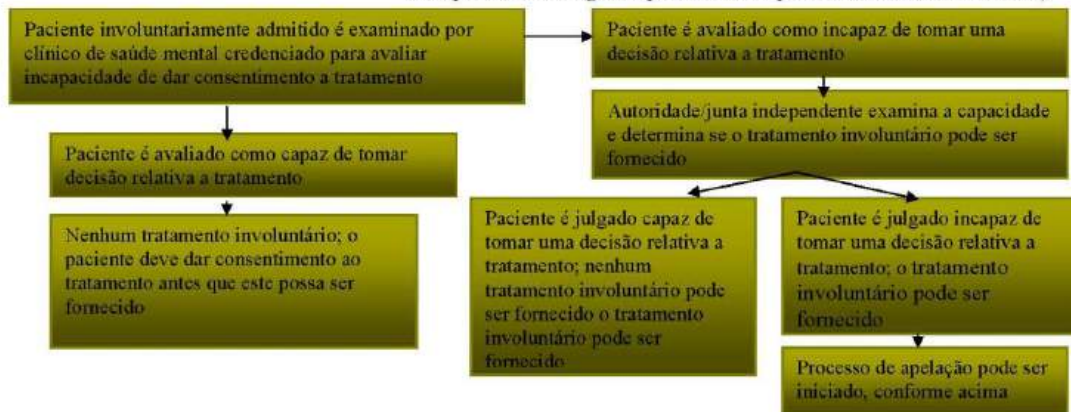 Paciente involuntariamente admitido é examinado por
clínico de saúde mental credenciado para avaliar
incapacidade de dar consentimento a tratamento
Paciente é avaliado como incapaz de tomar uma
decisão relativa a tratamento
Autoridade/junta independente examina a capacidade
e determina se o tratamento involuntário pode ser
fornecido
Paciente é avaliado como capaz de tomar
decisão relativa a tratamento
Nenhum tratamento involuntário; o
paciente deve dar consentimento ao
tratamento antes que este possa ser
fornecido
Paciente é julgado capaz de
tomar uma decisão relativa a
tratamento; nenhum
tratamento involuntário pode
ser fornecido o tratamento
involuntário pode ser
fornecido
Paciente é julgado incapaz de
tomar uma decisão relativa a
tratamento; o tratamento
involuntário pode ser
fornecido
Processo de apelação pode ser
iniciado, conforme acima